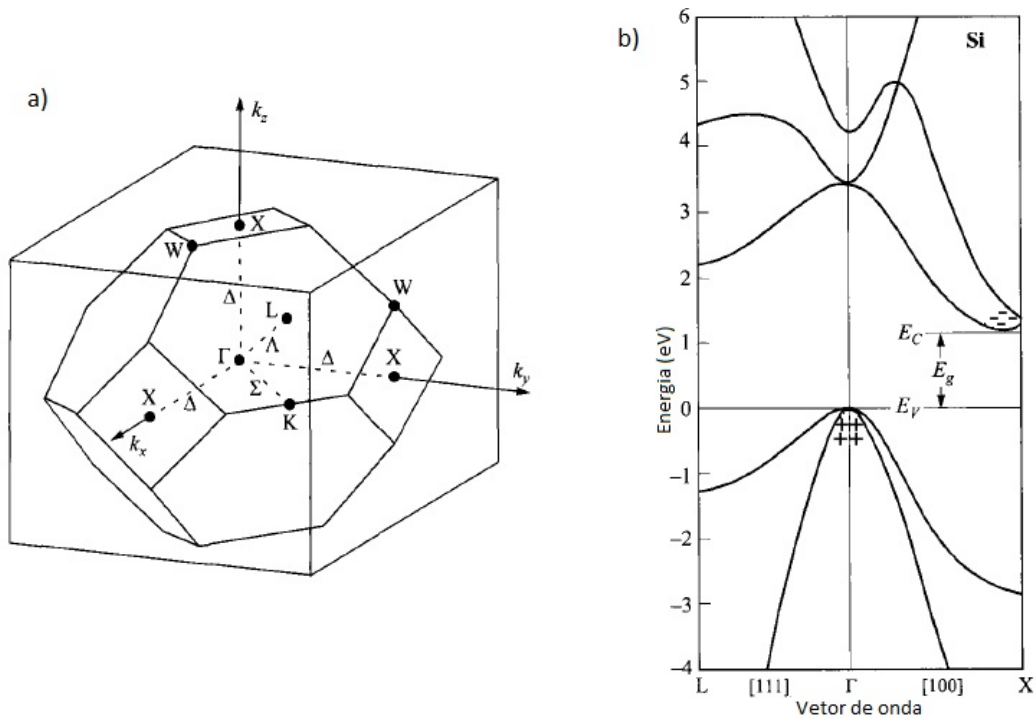 a)
k_z
X
W
Δ
L
W
Γ
Λ
Δ
X
k_y
X
Δ
Σ
K
k_x
b)
Si
6
5
4
3
2
1
0
-1
-2
-3
-4
Energia (eV)
E_C
E_g
E_V
L [111] Γ [100] X
Vetor de onda